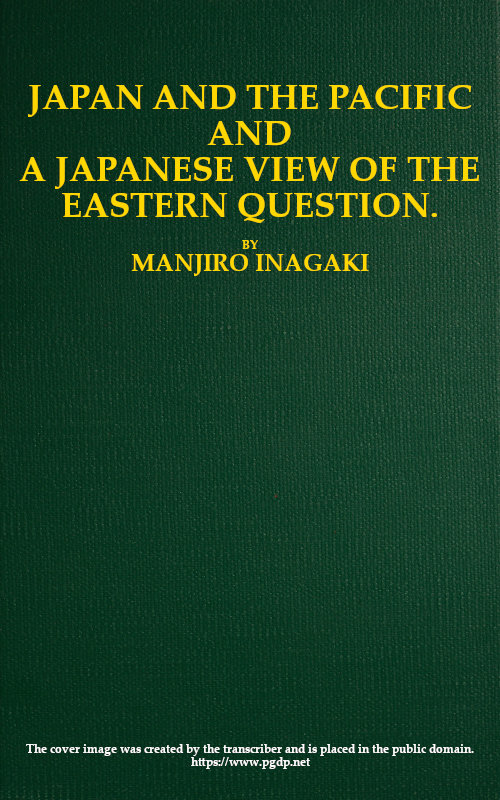 JAPAN AND THE PACIFIC
AND
A JAPANESE VIEW OF THE
EASTERN QUESTION.
BY
MANJIRO INAGAKI
The cover image was created by the transcriber and is placed in the public domain.
https://www.pgdp.net